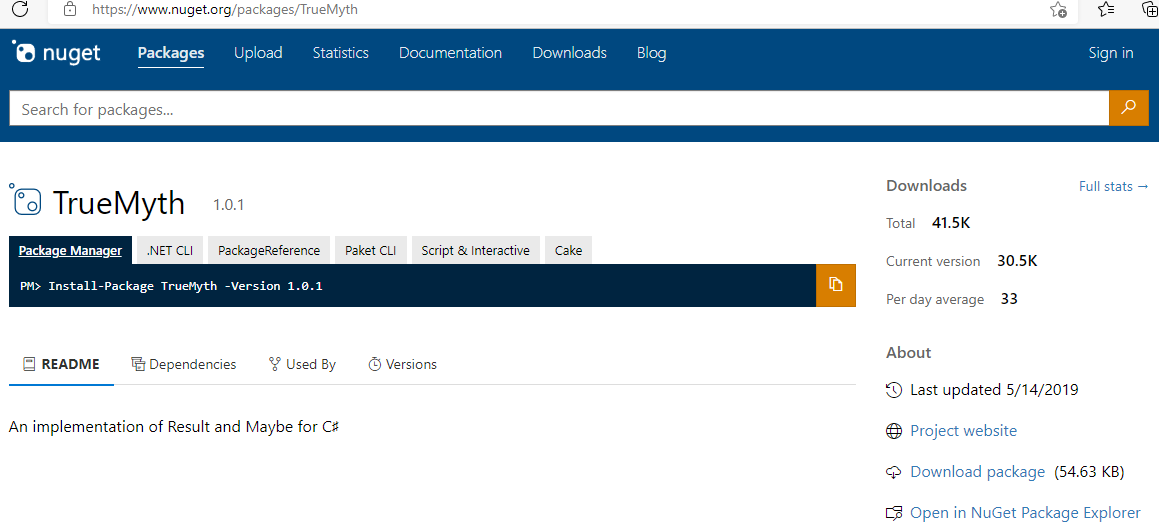 https://www.nuget.org/packages/TrueMyth
nuget Packages Upload Statistics Documentation Downloads Blog Sign in
Search for packages...
TrueMyth 1.0.1
Package Manager .NET CLI PackageReference Paket CLI Script & Interactive Cake
PM> Install-Package TrueMyth -Version 1.0.1
README Dependencies Used By Versions
An implementation of Result and Maybe for C♯
Downloads Full stats →
Total 41.5K
Current version 30.5K
Per day average 33
About
Last updated 5/14/2019
Project website
Download package (54.63 KB)
Open in NuGet Package Explorer